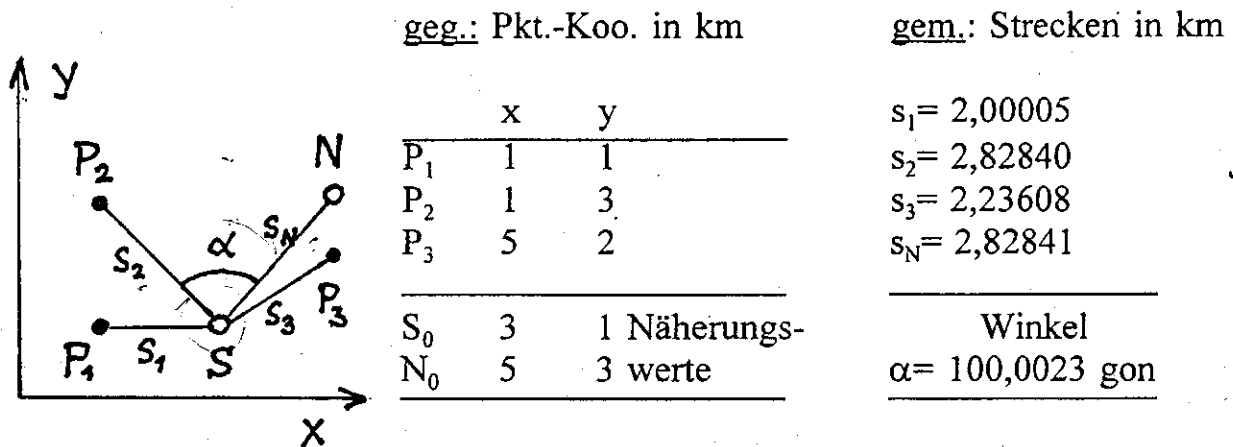 geg.: Pkt.-Koo. in km
gem.: Strecken in km
y
x y
P₁ 1 1
P₂ 1 3
P₃ 5 2
S₀ 3 1 Näherungs-
N₀ 5 3 werte
s₁= 2,00005
s₂= 2,82840
s₃= 2,23608
s_N= 2,82841
Winkel
α= 100,0023 gon
P₂
N
α
s_N
s₂
P₃
s₃
P₁
s₁
S
x